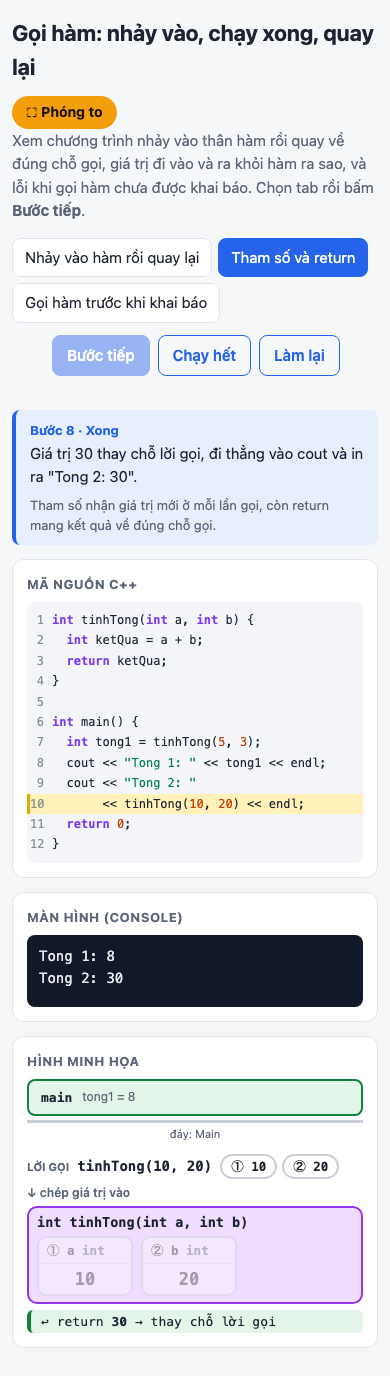 Gọi hàm: nhảy vào, chạy xong, quay
lại
⛶ Phóng to
Xem chương trình nhảy vào thân hàm rồi quay về
đúng chỗ gọi, giá trị đi vào và ra khỏi hàm ra sao, và
lỗi khi gọi hàm chưa được khai báo. Chọn tab rồi bấm
Bước tiếp.
Nhảy vào hàm rồi quay lại
Tham số và return
Gọi hàm trước khi khai báo
Bước tiếp
Chạy hết
Làm lại
Bước 8 · Xong
Giá trị 30 thay chỗ lời gọi, đi thẳng vào cout và in
ra "Tong 2: 30".
Tham số nhận giá trị mới ở mỗi lần gọi, còn return
mang kết quả về đúng chỗ gọi.
MÃ NGUỒN C++
1 int tinhTong(int a, int b) {
2   int ketQua = a + b;
3   return ketQua;
4 }
5
6 int main() {
7   int tong1 = tinhTong(5, 3);
8   cout << "Tong 1: " << tong1 << endl;
9   cout << "Tong 2: "
10       << tinhTong(10, 20) << endl;
11   return 0;
12 }
MÀN HÌNH (CONSOLE)
Tong 1: 8
Tong 2: 30
HÌNH MINH HỌA
main tong1 = 8
đáy: Main
LỜI GỌI tinhTong(10, 20) ① 10 ② 20
↓ chép giá trị vào
int tinhTong(int a, int b)
① a int ② b int
10 20
↩ return 30 → thay chỗ lời gọi